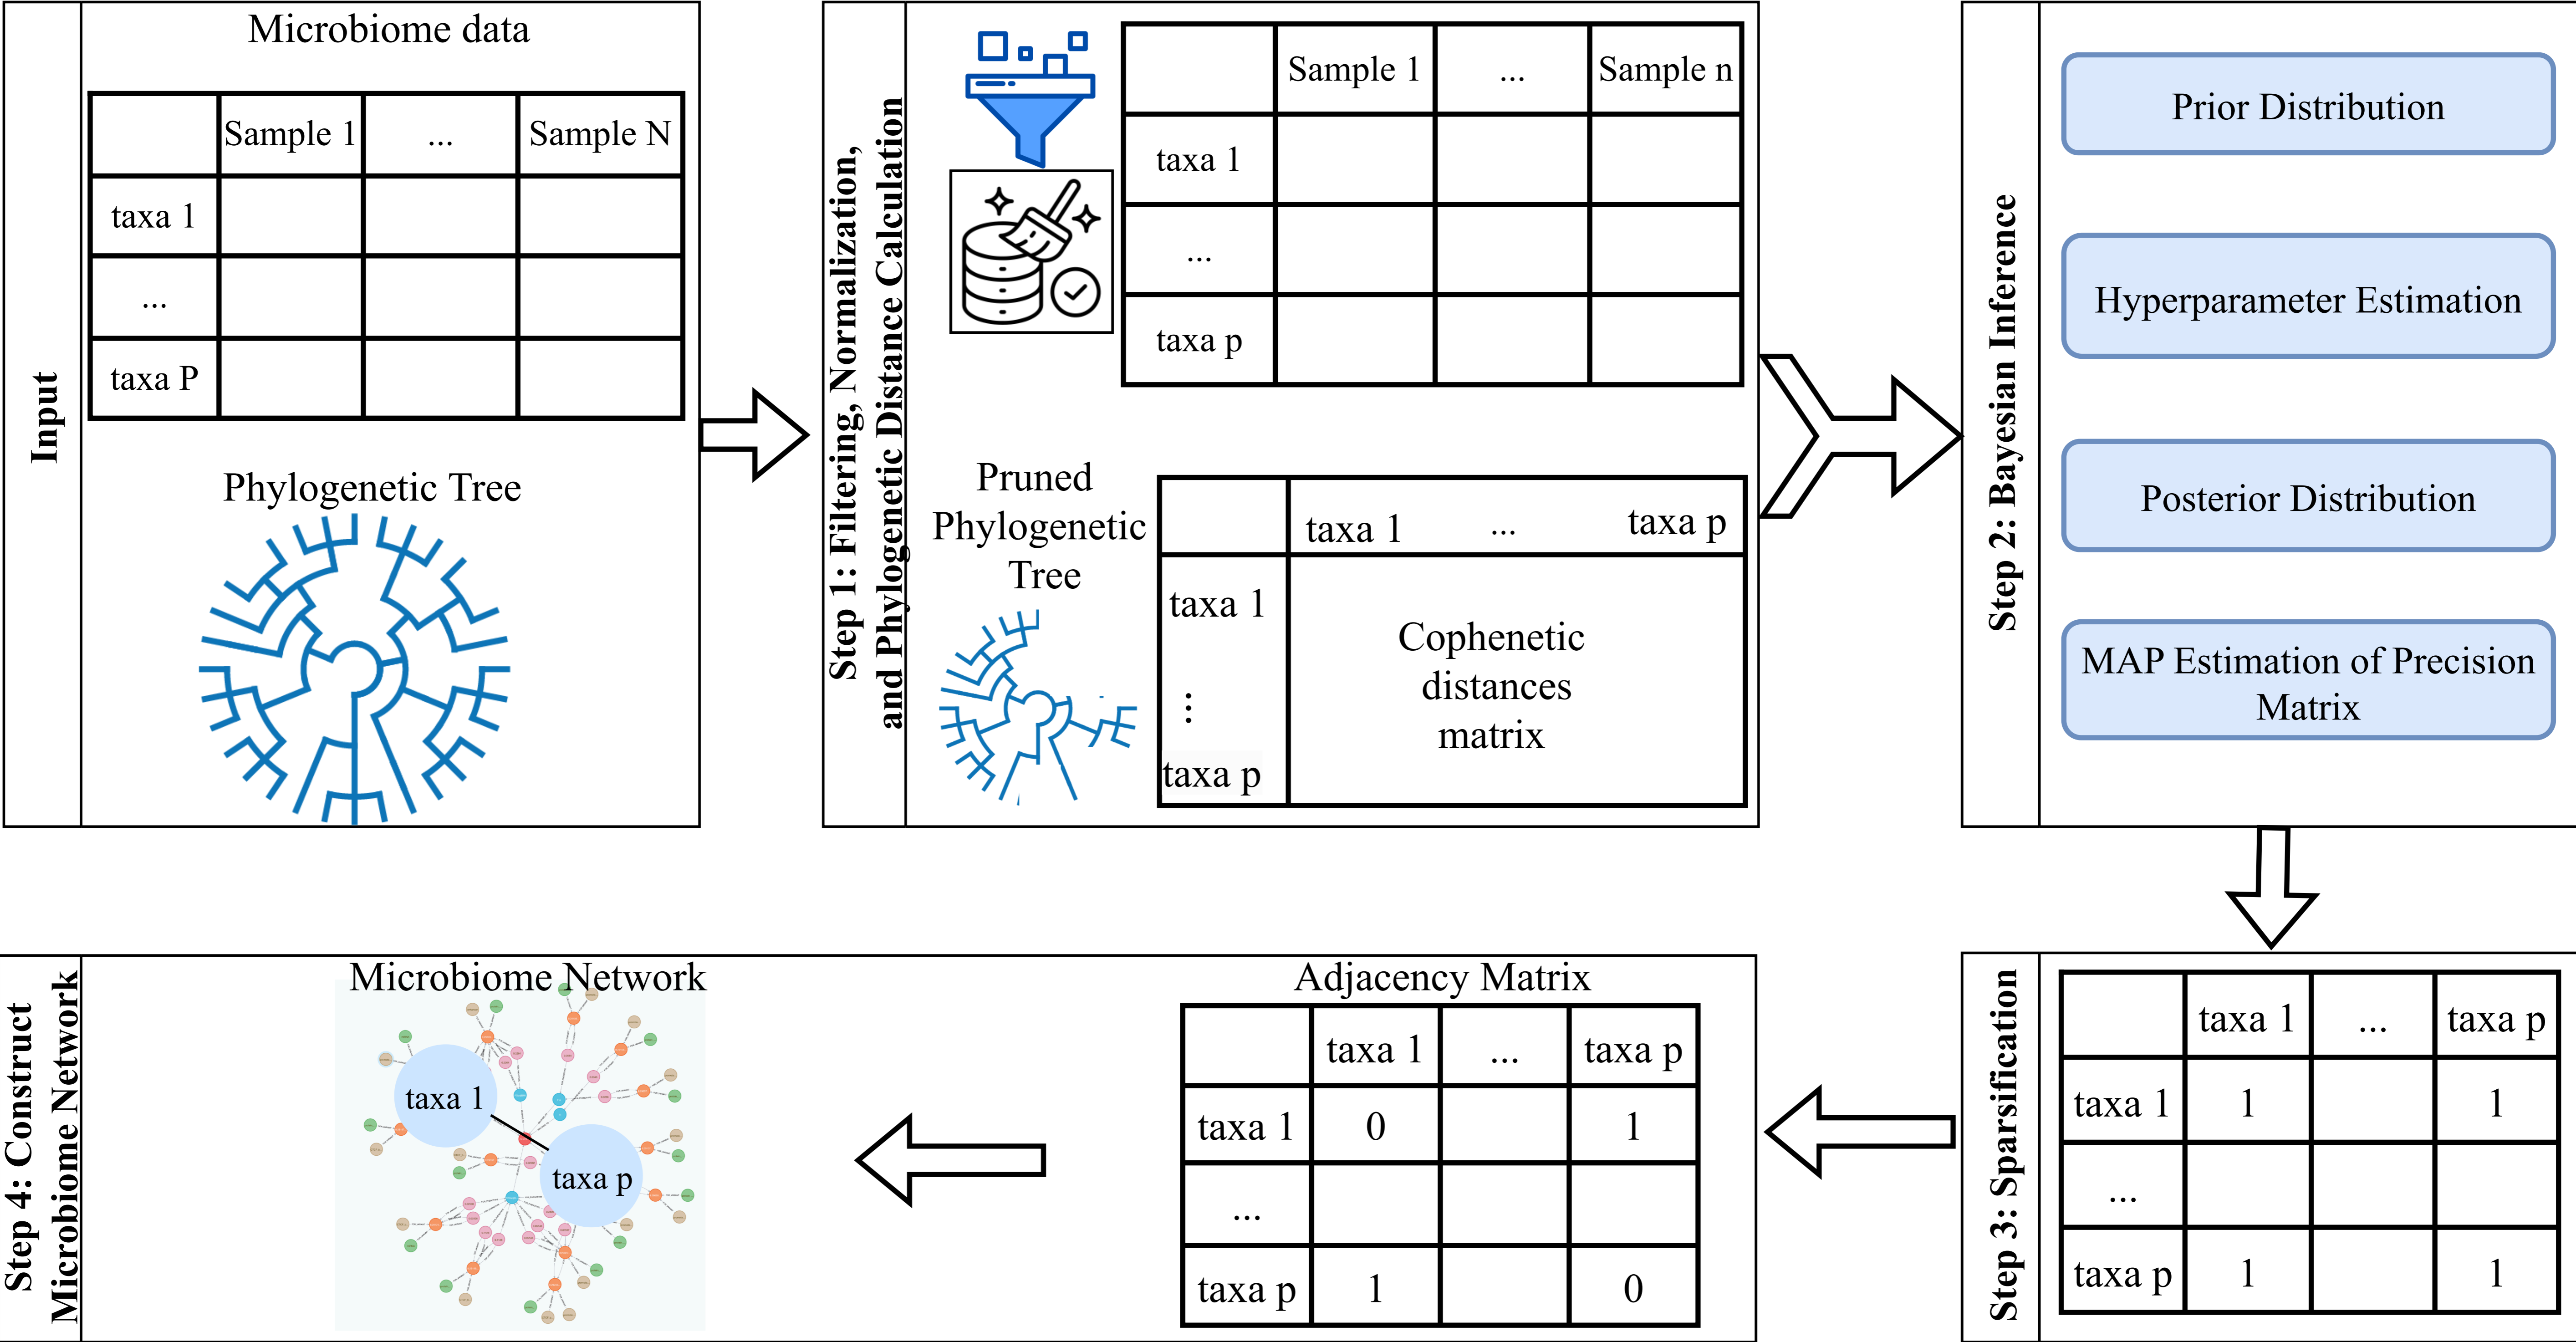 Input
Microbiome data
Sample 1 ... Sample N
taxa 1
...
taxa P
Phylogenetic Tree
Step 1: Filtering, Normalization,
and Phylogenetic Distance Calculation
Sample 1 ... Sample n
taxa 1
...
taxa p
Pruned
Phylogenetic
Tree
taxa 1 ... taxa p
taxa 1
⋮
taxa p
Cophenetic
distances
matrix
Step 2: Bayesian Inference
Prior Distribution
Hyperparameter Estimation
Posterior Distribution
MAP Estimation of Precision
Matrix
Step 3: Sparsification
taxa 1 ... taxa p
taxa 1 1 1
...
taxa p 1 1
Step 4: Construct
Microbiome Network
Adjacency Matrix
taxa 1 ... taxa p
taxa 1 0 1
...
taxa p 1 0
Microbiome Network
taxa 1
taxa p